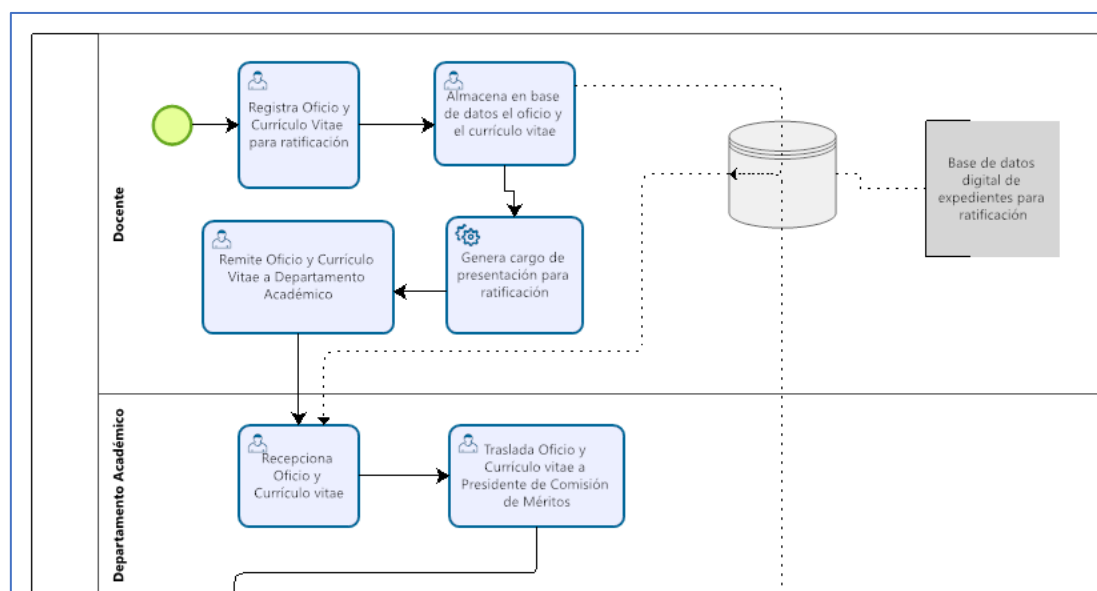 Docente
Registra Oficio y
Currículo Vitae
para ratificación
Almacena en base
de datos el oficio y
el currículo vitae
Base de datos
digital de
expedientes para
ratificación
Remite Oficio y Currículo
Vitae a Departamento
Académico
Genera cargo de
presentación para
ratificación
Departamento Académico
Recepciona
Oficio y
Currículo vitae
Traslada Oficio y
Currículo vitae a
Presidente de Comisión
de Méritos